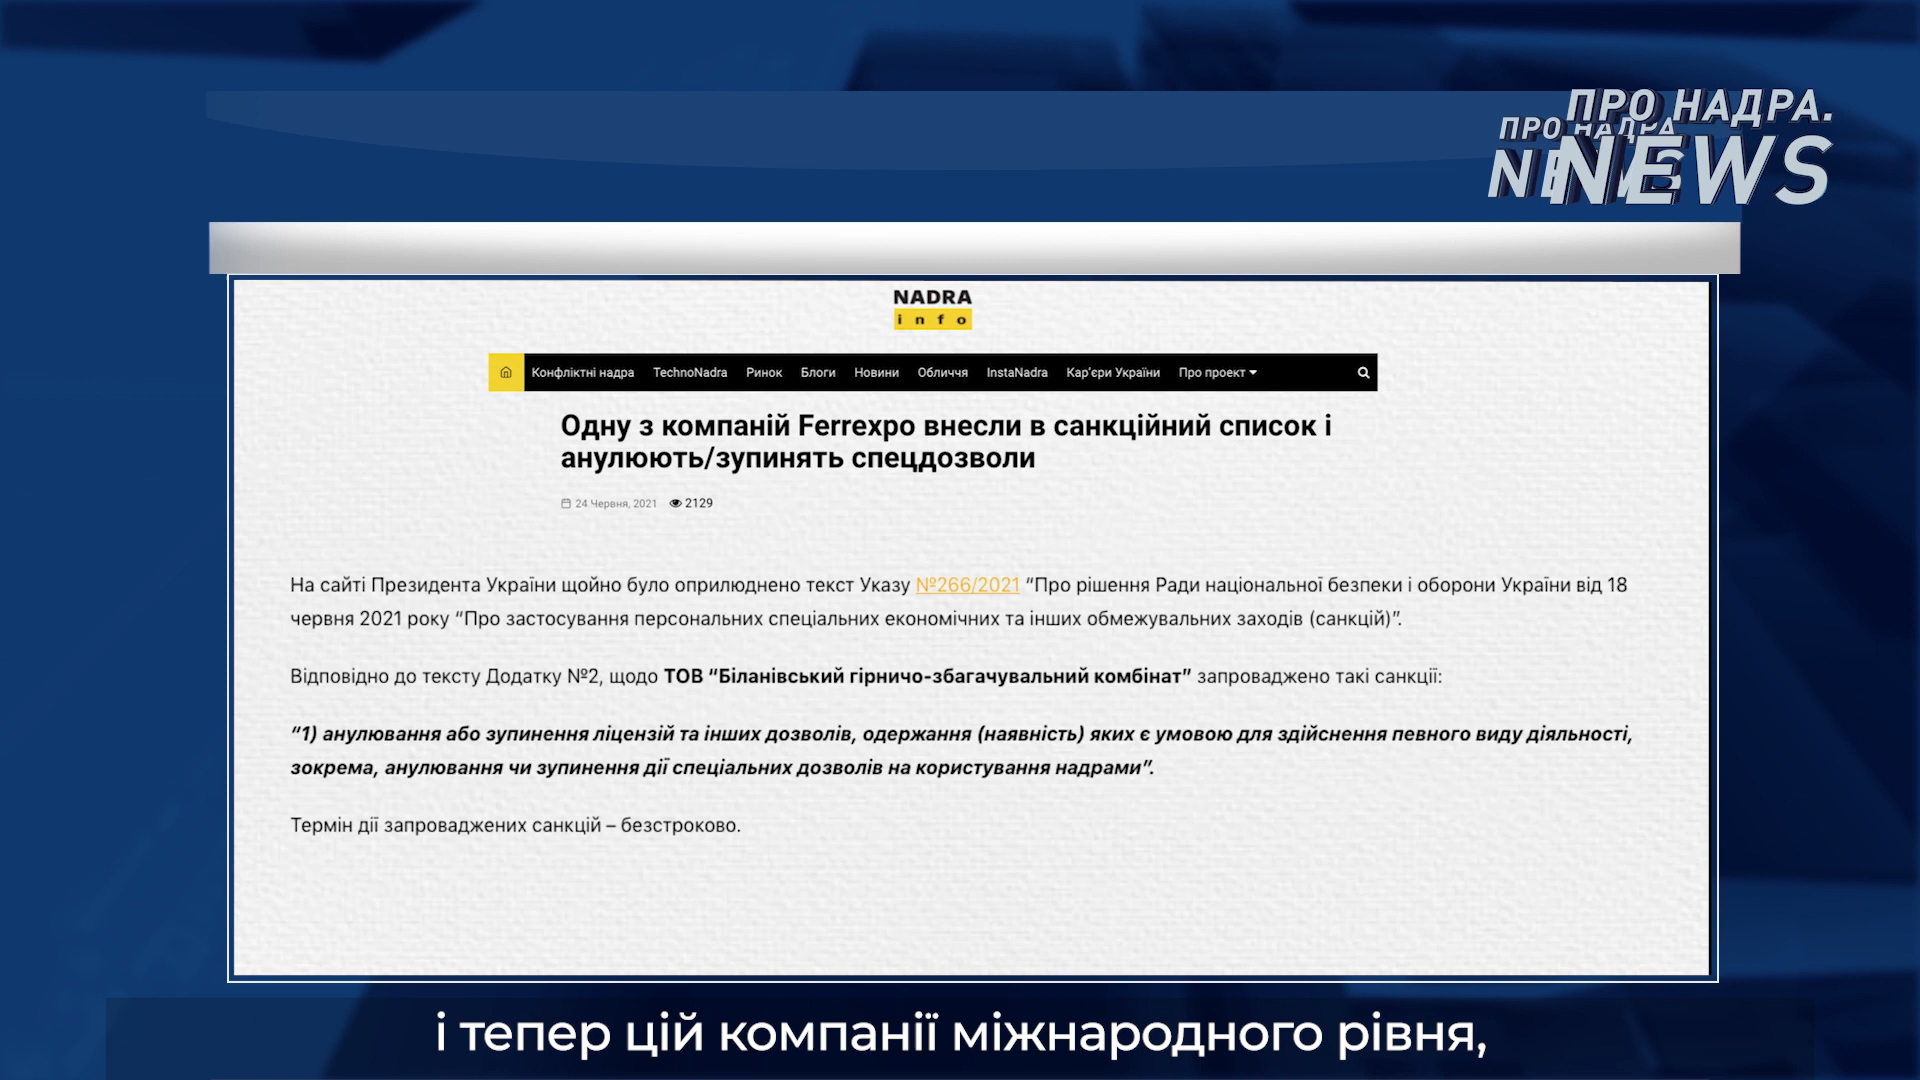 ПРО НАДРА.
NEWS
ПРО НАДРА
NEWS
NADRA
info
Конфліктні надра TechnoNadra Ринок Блоги Новини Обличчя InstaNadra Кар'єри України Про проект
Одну з компаній Ferrexpo внесли в санкційний список і
анулюють/зупинять спецдозволи
24 Червня, 2021 2129
На сайті Президента України щойно було оприлюднено текст Указу №266/2021 “Про рішення Ради національної безпеки і оборони України від 18
червня 2021 року “Про застосування персональних спеціальних економічних та інших обмежувальних заходів (санкцій)”.
Відповідно до тексту Додатку №2, щодо ТОВ “Біланівський гірничо-збагачувальний комбінат” запроваджено такі санкції:
“1) анулювання або зупинення ліцензій та інших дозволів, одержання (наявність) яких є умовою для здійснення певного виду діяльності,
зокрема, анулювання чи зупинення дії спеціальних дозволів на користування надрами”.
Термін дії запроваджених санкцій – безстроково.
і тепер цій компанії міжнародного рівня,